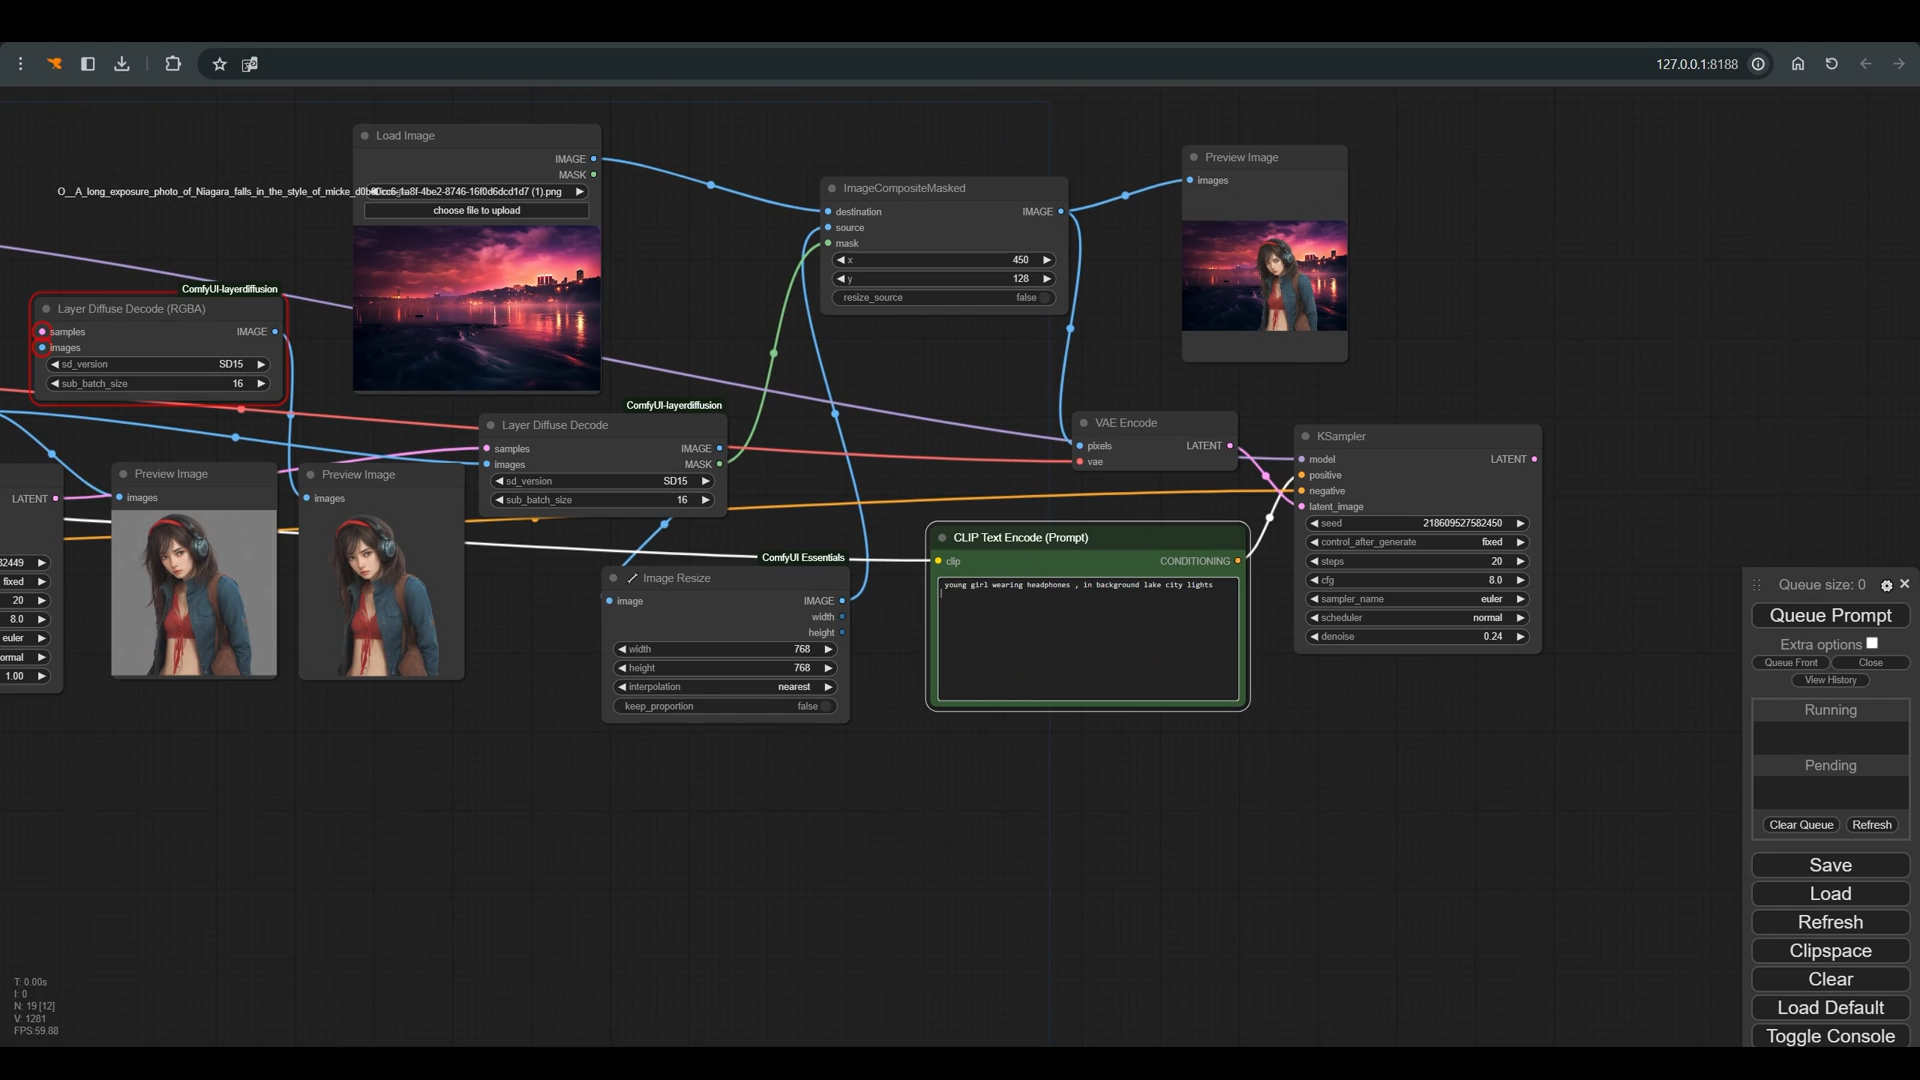 127.0.0.1:8188
Load Image
IMAGE
MASK
choose file to upload
ImageCompositeMasked
destination
IMAGE
source
mask
x
450
y
128
resize_source
false
Preview Image
images
ComfyUI-layerdiffusion
Layer Diffuse Decode (RGBA)
samples
IMAGE
images
sd_version
SD15
sub_batch_size
16
ComfyUI-layerdiffusion
Layer Diffuse Decode
samples
IMAGE
images
MASK
sd_version
SD15
sub_batch_size
16
VAE Encode
pixels
LATENT
vae
KSampler
model
LATENT
positive
negative
latent_image
seed
218609527582450
control_after_generate
fixed
steps
20
cfg
8.0
sampler_name
euler
scheduler
normal
denoise
0.24
LATENT
32449
fixed
20
8.0
euler
ormal
1.00
Preview Image
images
Preview Image
images
ComfyUI Essentials
Image Resize
image
IMAGE
width
height
width
768
height
768
interpolation
nearest
keep_proportion
false
CLIP Text Encode (Prompt)
clip
CONDITIONING
young girl wearing headphones , in background lake city lights
Queue size: 0
Queue Prompt
Extra options
Queue Front
Close
View History
Running
Pending
Clear Queue
Refresh
Save
Load
Refresh
Clipspace
Clear
Load Default
Toggle Console
T: 0.00s
I: 0
N: 19 [12]
V: 1281
FPS:59.88